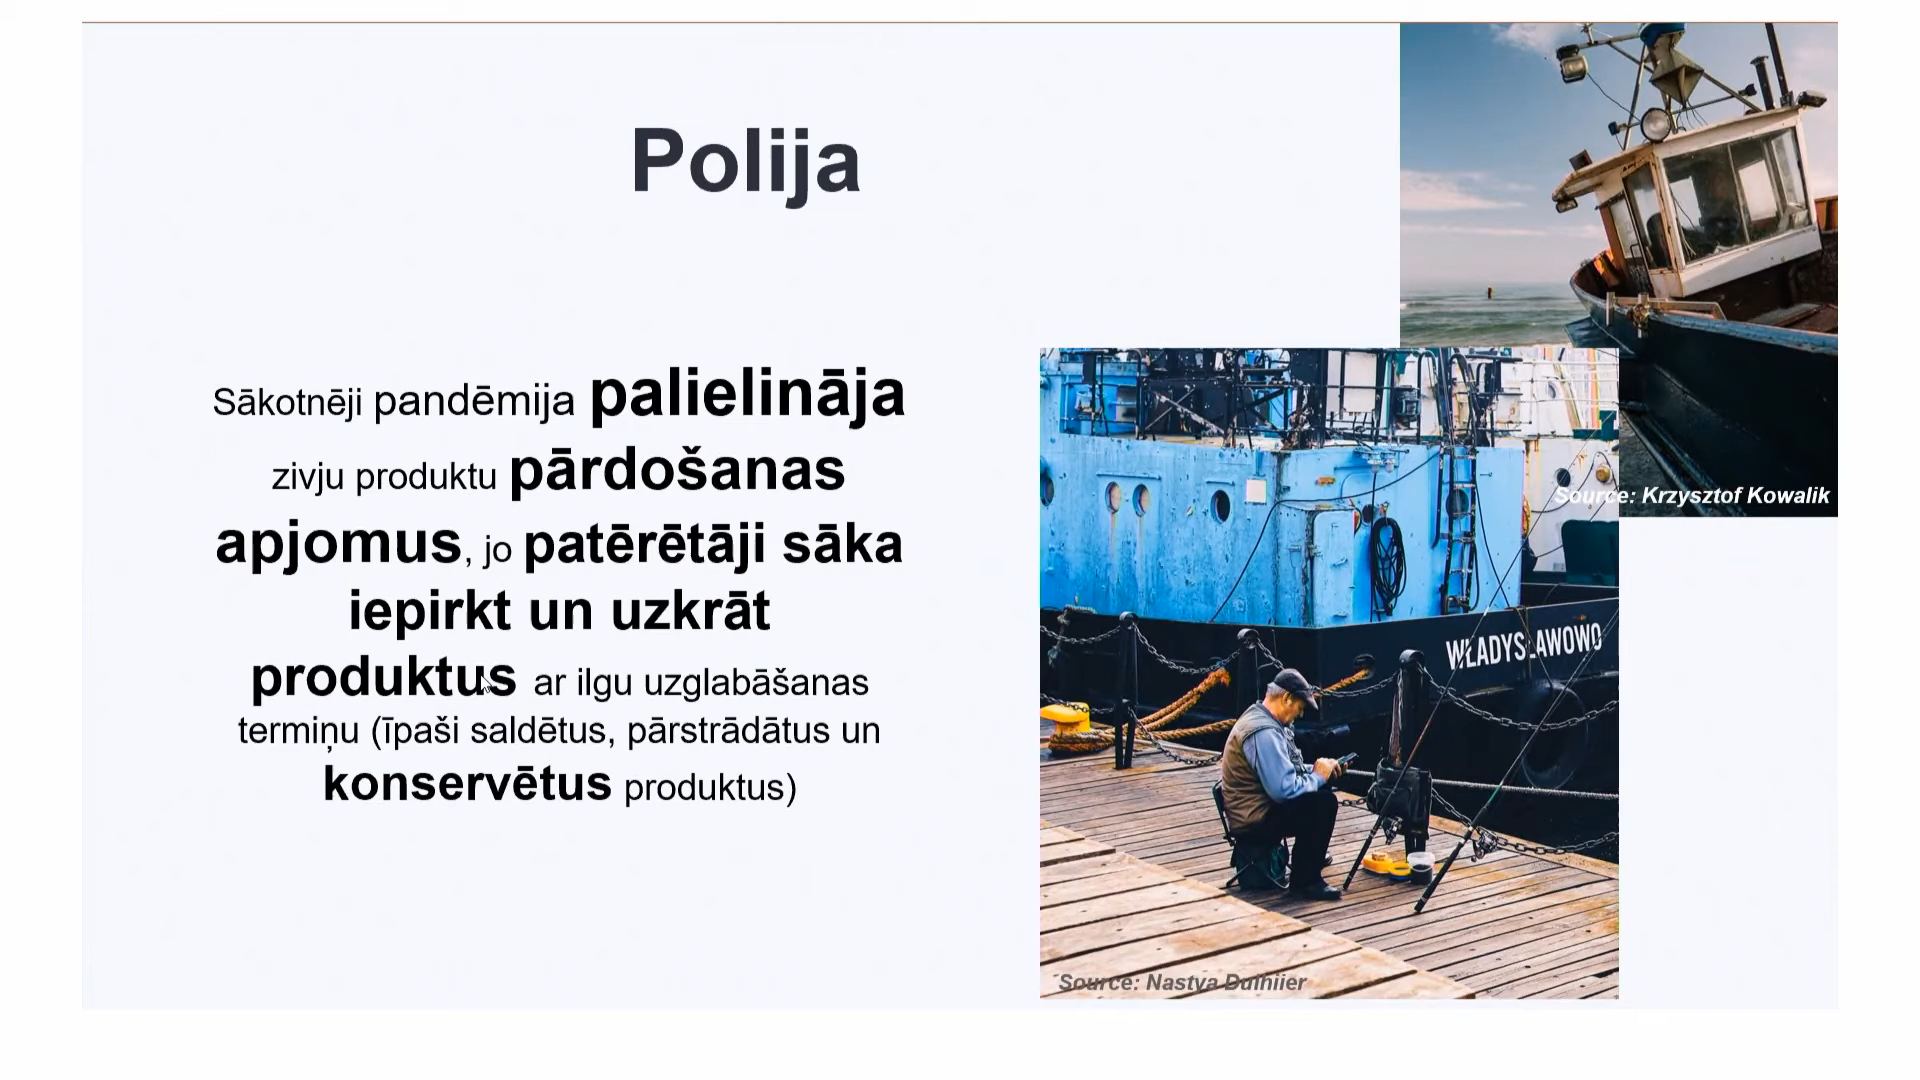 Polija
Sākotnēji pandēmija palielināja
zivju produktu pārdošanas
apjomus, jo patērētāji sāka
iepirkt un uzkrāt
produktus ar ilgu uzglabāšanas
termiņu (īpaši saldētus, pārstrādātus un
konservētus produktus)
Source: Krzysztof Kowalik
WŁADYSŁAWOWO
Source: Nastya Dulhiier